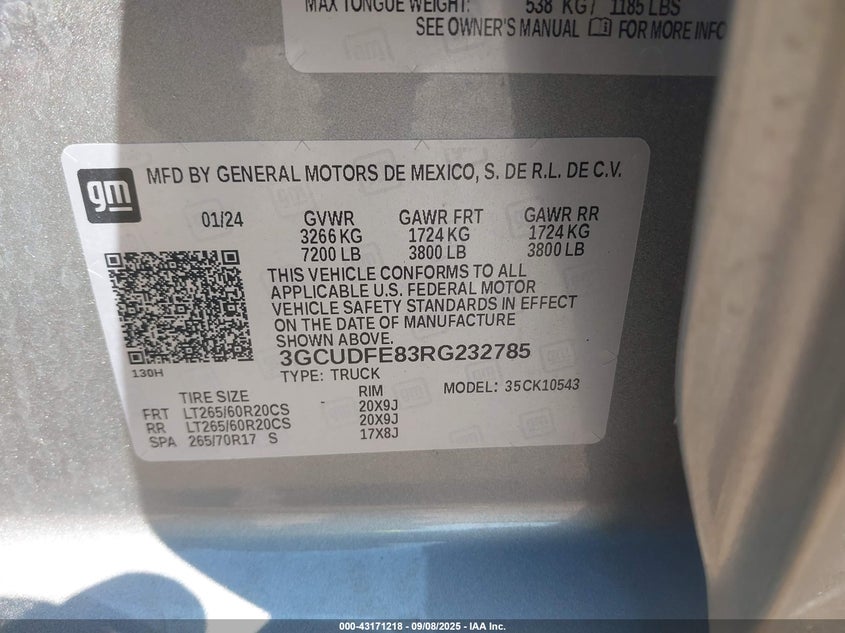 MAX TONGUE WEIGHT: 538 KG / 1185 LBS
SEE OWNER'S MANUAL FOR MORE INFO
gm
MFD BY GENERAL MOTORS DE MEXICO, S. DE R.L. DE C.V.
01/24 GVWR GAWR FRT GAWR RR
3266 KG 1724 KG 1724 KG
7200 LB 3800 LB 3800 LB
THIS VEHICLE CONFORMS TO ALL
APPLICABLE U.S. FEDERAL MOTOR
VEHICLE SAFETY STANDARDS IN EFFECT
ON THE DATE OF MANUFACTURE
SHOWN ABOVE.
3GCUDFE83RG232785
130H
TYPE: TRUCK MODEL: 35CK10543
TIRE SIZE RIM
FRT LT265/60R20CS 20X9J
RR LT265/60R20CS 20X9J
SPA 265/70R17 S 17X8J
000-43171218 - 09/08/2025 - IAA Inc.